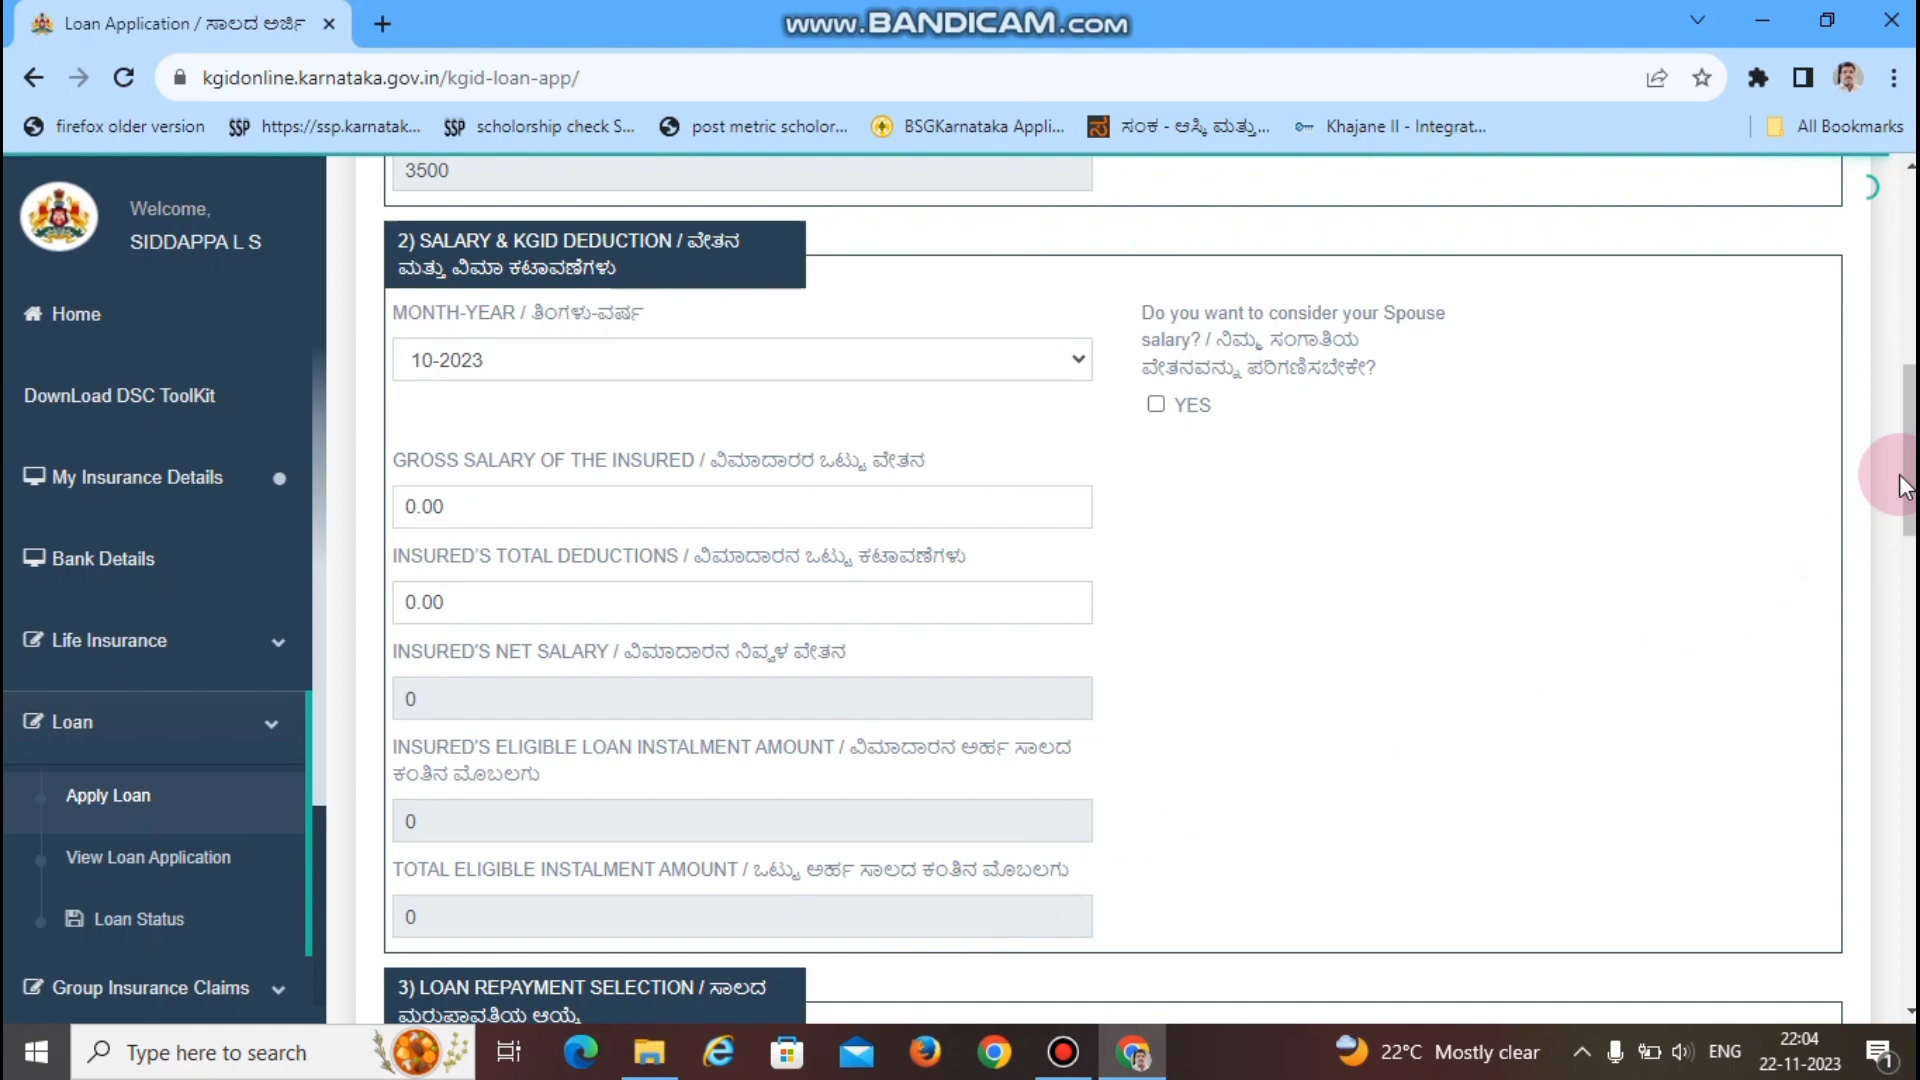 Loan Application / ಸಾಲದ ಅರ್ಜಿ
www.BANDICAM.com
kgidonline.karnataka.gov.in/kgid-loan-app/
firefox older version
SSP https://ssp.karnatak...
SSP scholorship check S...
post metric scholor...
BSGKarnataka Appli...
ಸಂಕ - ಆಸ್ಕಿ ಮತ್ತು...
Khajane II - Integrat...
All Bookmarks
Welcome,
SIDDAPPA L S
Home
DownLoad DSC ToolKit
My Insurance Details
Bank Details
Life Insurance
Loan
Apply Loan
View Loan Application
Loan Status
Group Insurance Claims
3500
2) SALARY & KGID DEDUCTION / ವೇತನ
ಮತ್ತು ವಿಮಾ ಕಟಾವಣೆಗಳು
MONTH-YEAR / ತಿಂಗಳು-ವರ್ಷ
10-2023
Do you want to consider your Spouse
salary? / ನಿಮ್ಮ ಸಂಗಾತಿಯ
ವೇತನವನ್ನು ಪರಿಗಣಿಸಬೇಕೇ?
YES
GROSS SALARY OF THE INSURED / ವಿಮಾದಾರರ ಒಟ್ಟು ವೇತನ
0.00
INSURED'S TOTAL DEDUCTIONS / ವಿಮಾದಾರನ ಒಟ್ಟು ಕಟಾವಣೆಗಳು
0.00
INSURED'S NET SALARY / ವಿಮಾದಾರನ ನಿವ್ವಳ ವೇತನ
0
INSURED'S ELIGIBLE LOAN INSTALMENT AMOUNT / ವಿಮಾದಾರನ ಅರ್ಹ ಸಾಲದ
ಕಂತಿನ ಮೊಬಲಗು
0
TOTAL ELIGIBLE INSTALMENT AMOUNT / ಒಟ್ಟು ಅರ್ಹ ಸಾಲದ ಕಂತಿನ ಮೊಬಲಗು
0
3) LOAN REPAYMENT SELECTION / ಸಾಲದ
ಮರುಪಾವತಿಯ ಆಯ್ಕೆ
Type here to search
22°C Mostly clear
ENG
22:04
22-11-2023
1